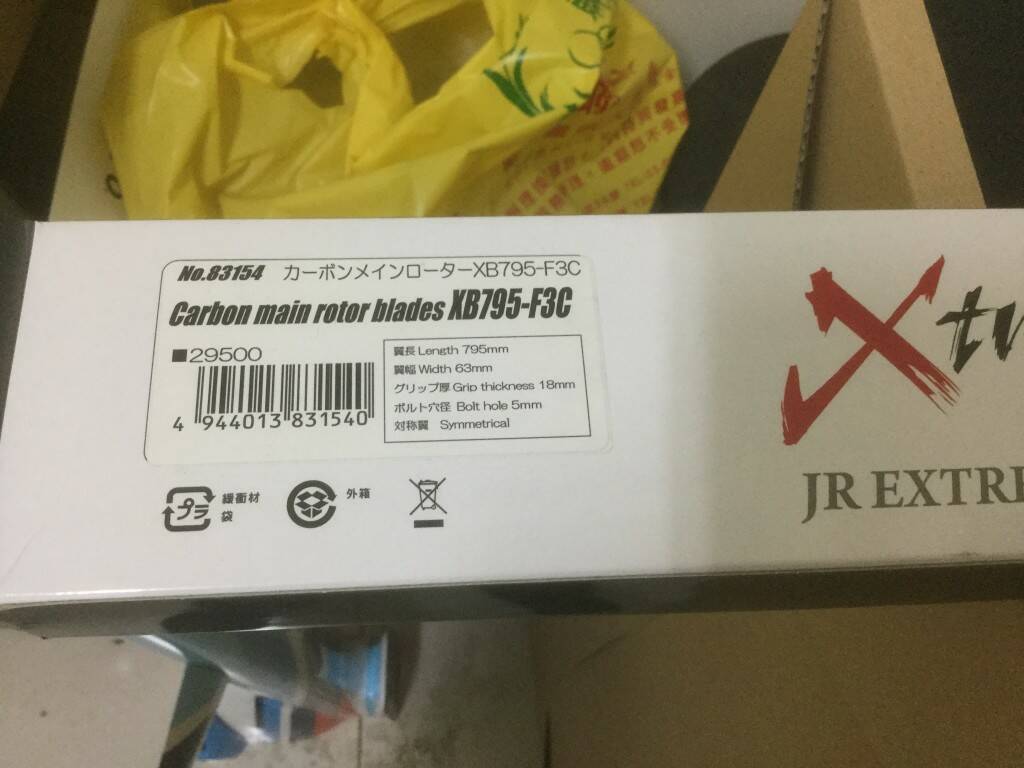 No.83154 カーボンメインローターXB795-F3C
Carbon main rotor blades XB795-F3C
■29500
4 944013 831540
翼長 Length 795mm
翼幅 Width 63mm
グリップ厚 Grip thickness 18mm
ボルト穴径 Bolt hole 5mm
対称翼 Symmetrical
プラ
緩衝材
袋
外箱
JR EXTR